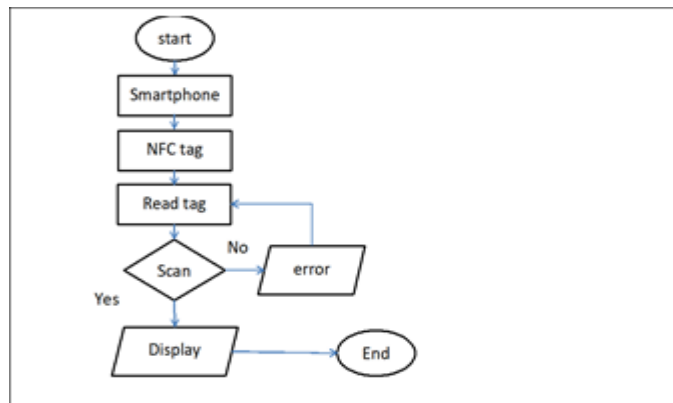 start
Smartphone
NFC tag
Read tag
No
Scan
error
Yes
Display
End